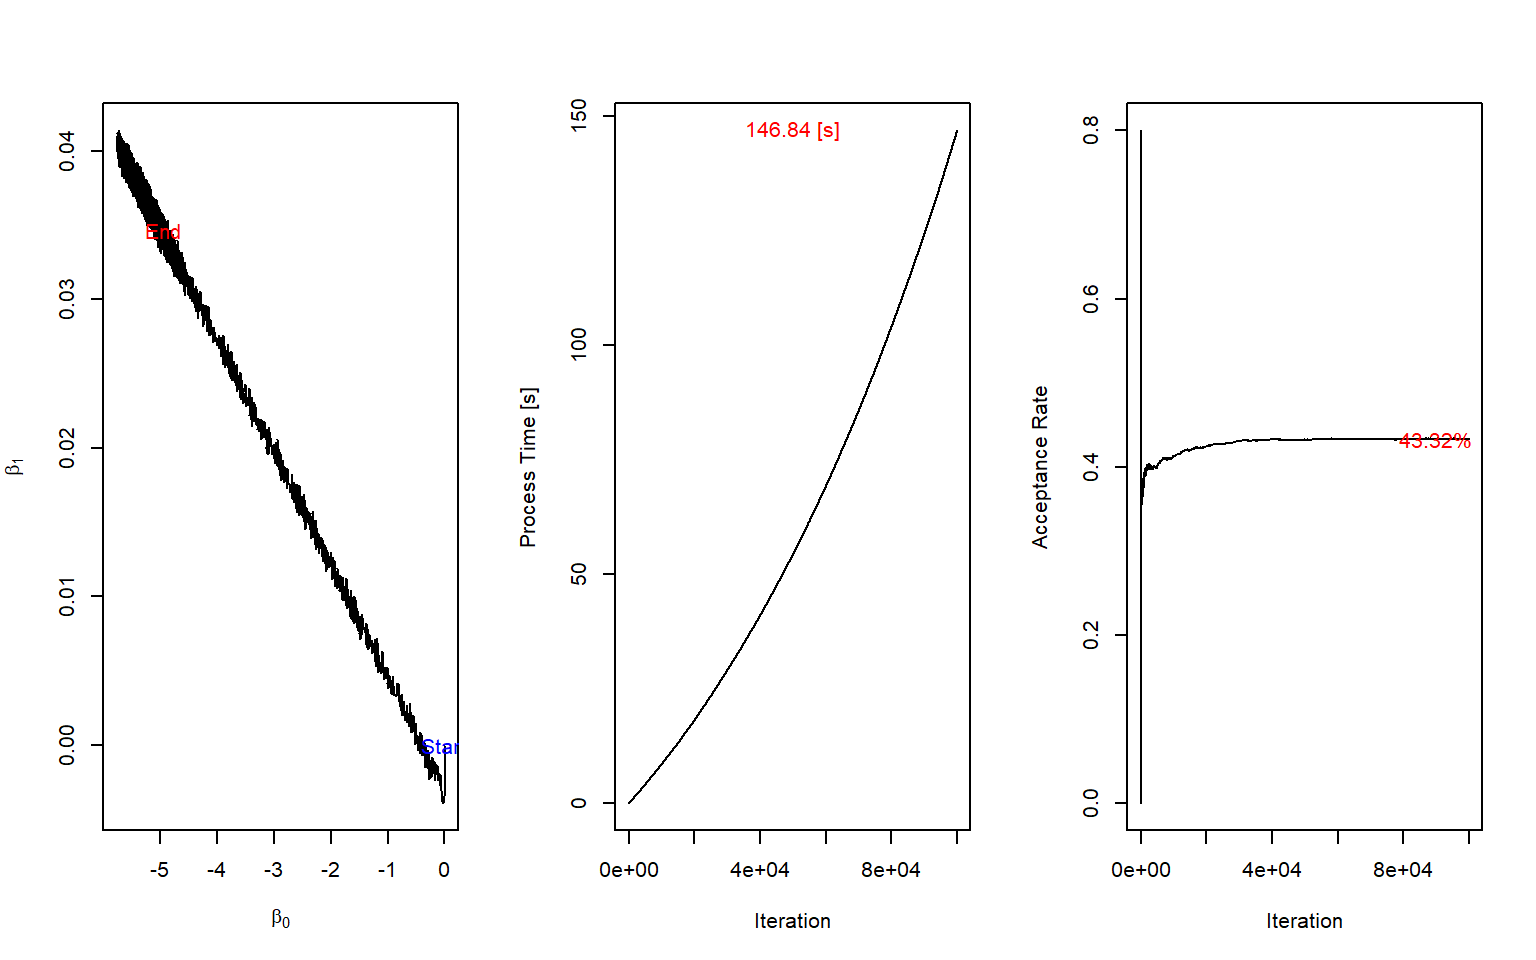 0.04
0.03
0.02
0.01
0.00
β1
End
Star
-5
-4
-3
-2
-1
0
β0
150
100
50
0
Process Time [s]
146.84 [s]
0e+00
4e+04
8e+04
Iteration
0.8
0.6
0.4
0.2
0.0
Acceptance Rate
43.32%
0e+00
4e+04
8e+04
Iteration